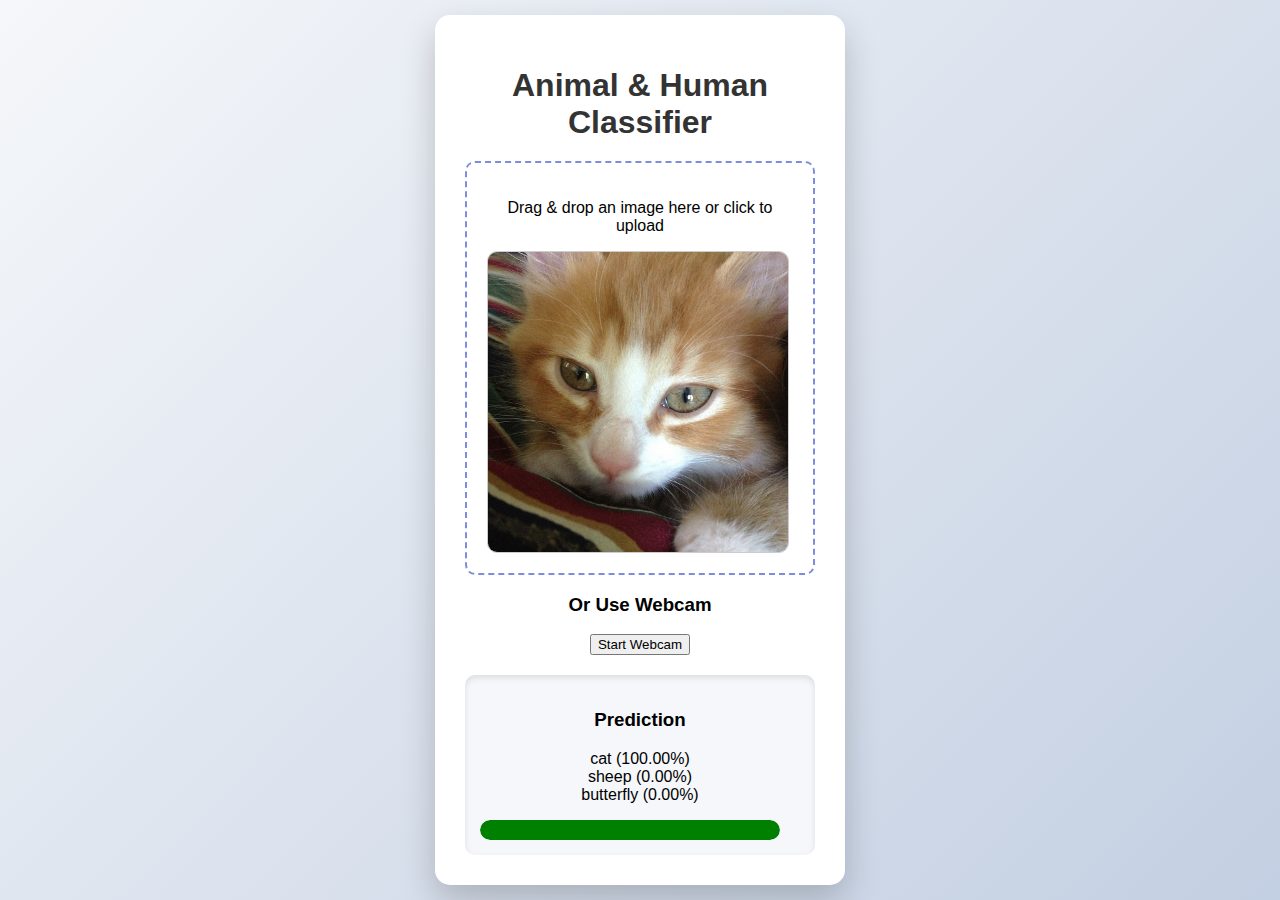 Animal & Human
Classifier
Drag & drop an image here or click to
upload
Or Use Webcam
Start Webcam
Prediction
cat (100.00%)
sheep (0.00%)
butterfly (0.00%)